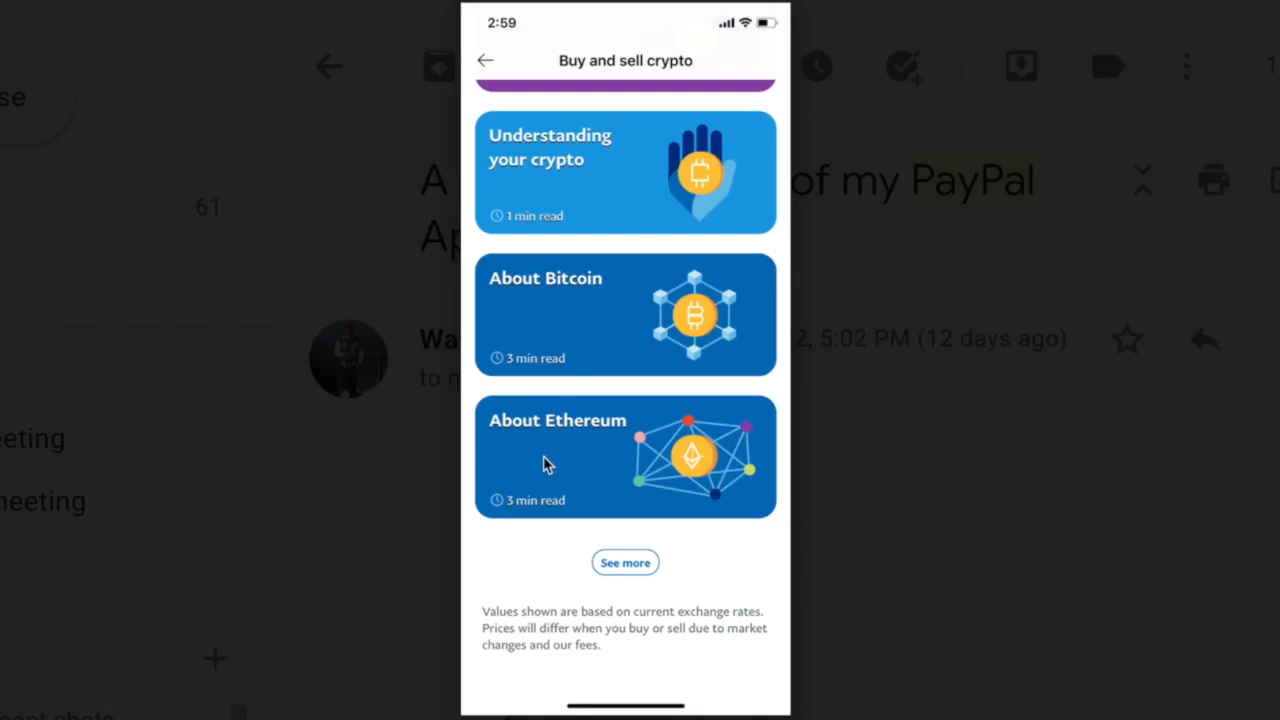 2:59
Buy and sell crypto
Understanding
your crypto
1 min read
About Bitcoin
3 min read
About Ethereum
3 min read
See more
Values shown are based on current exchange rates.
Prices will differ when you buy or sell due to market
changes and our fees.
61
A
of my PayPal
2, 5:02 PM (12 days ago)